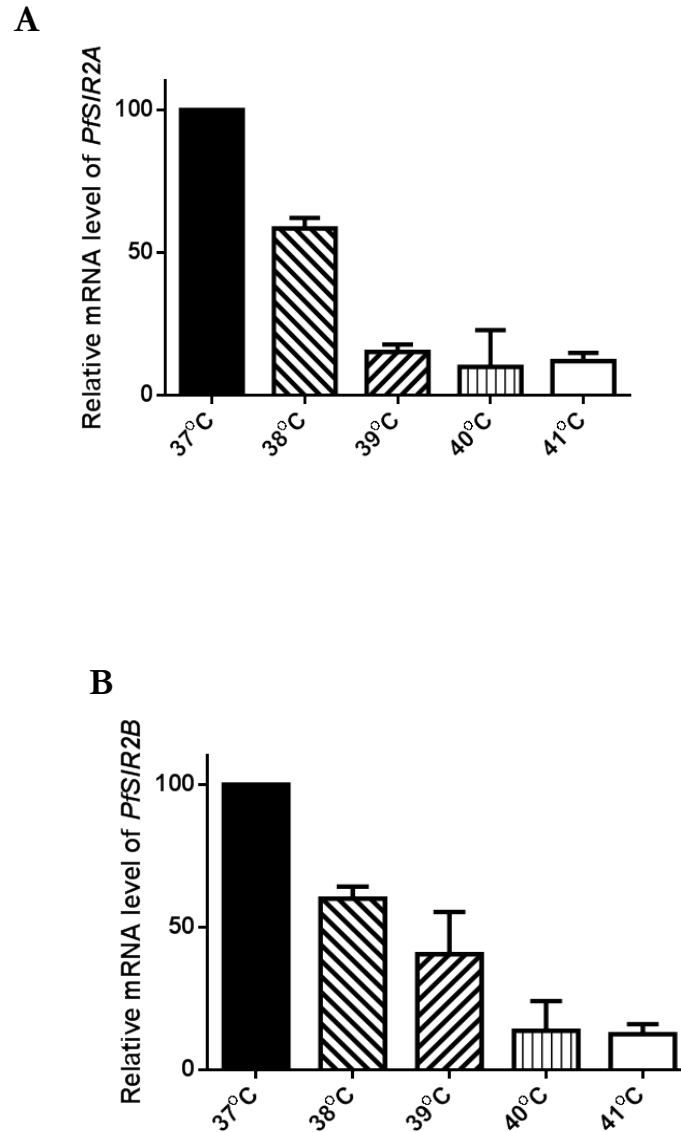 A
Relative mRNA level of PfSIR2A
100
50
0
37°C
38°C
39°C
40°C
41°C
B
Relative mRNA level of PfSIR2B
100
50
0
37°C
38°C
39°C
40°C
41°C